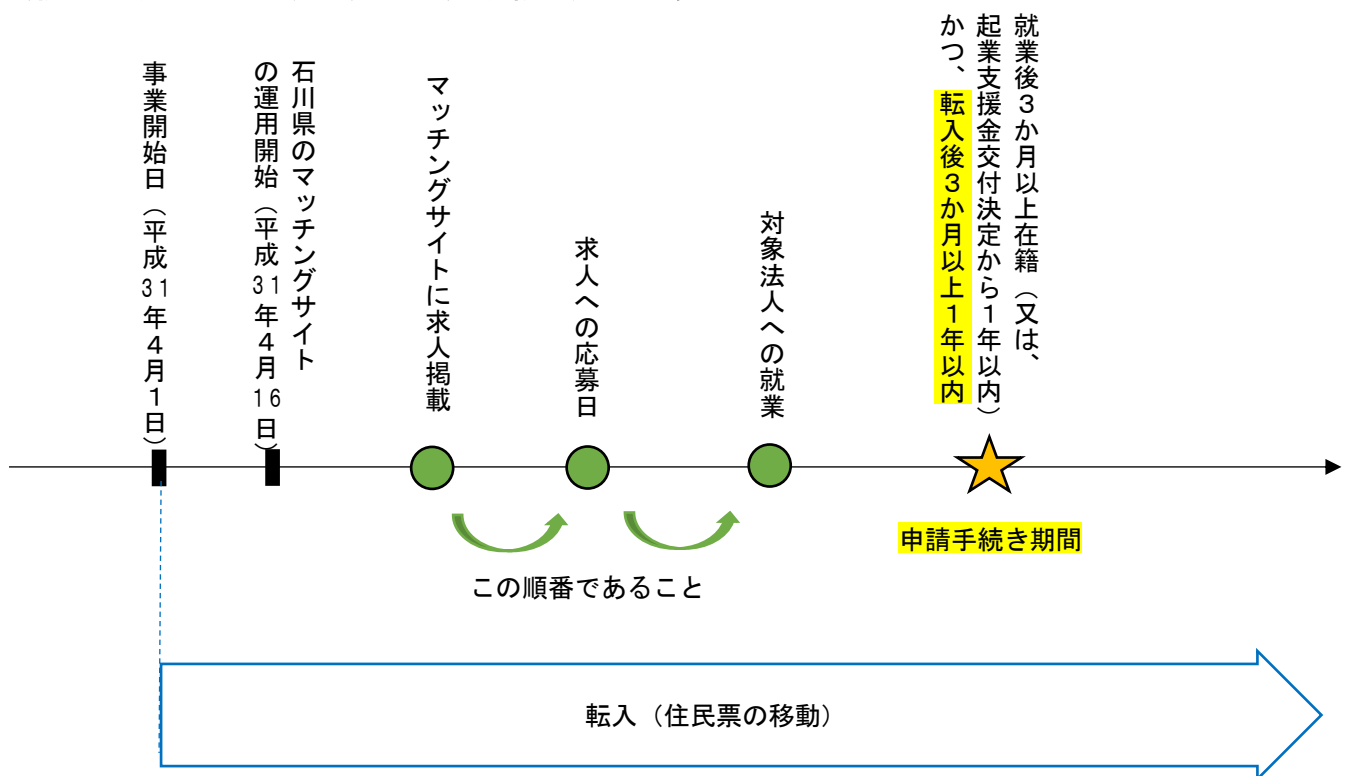 事業開始日（平成31年4月1日）
石川県のマッチングサイト
の運用開始（平成31年4月16日）
マッチングサイトに求人掲載
求人への応募日
対象法人への就業
就業後３か月以上在籍（又は、
起業支援金交付決定から１年以内）
かつ、転入後３か月以上１年以内
申請手続き期間
この順番であること
転入（住民票の移動）